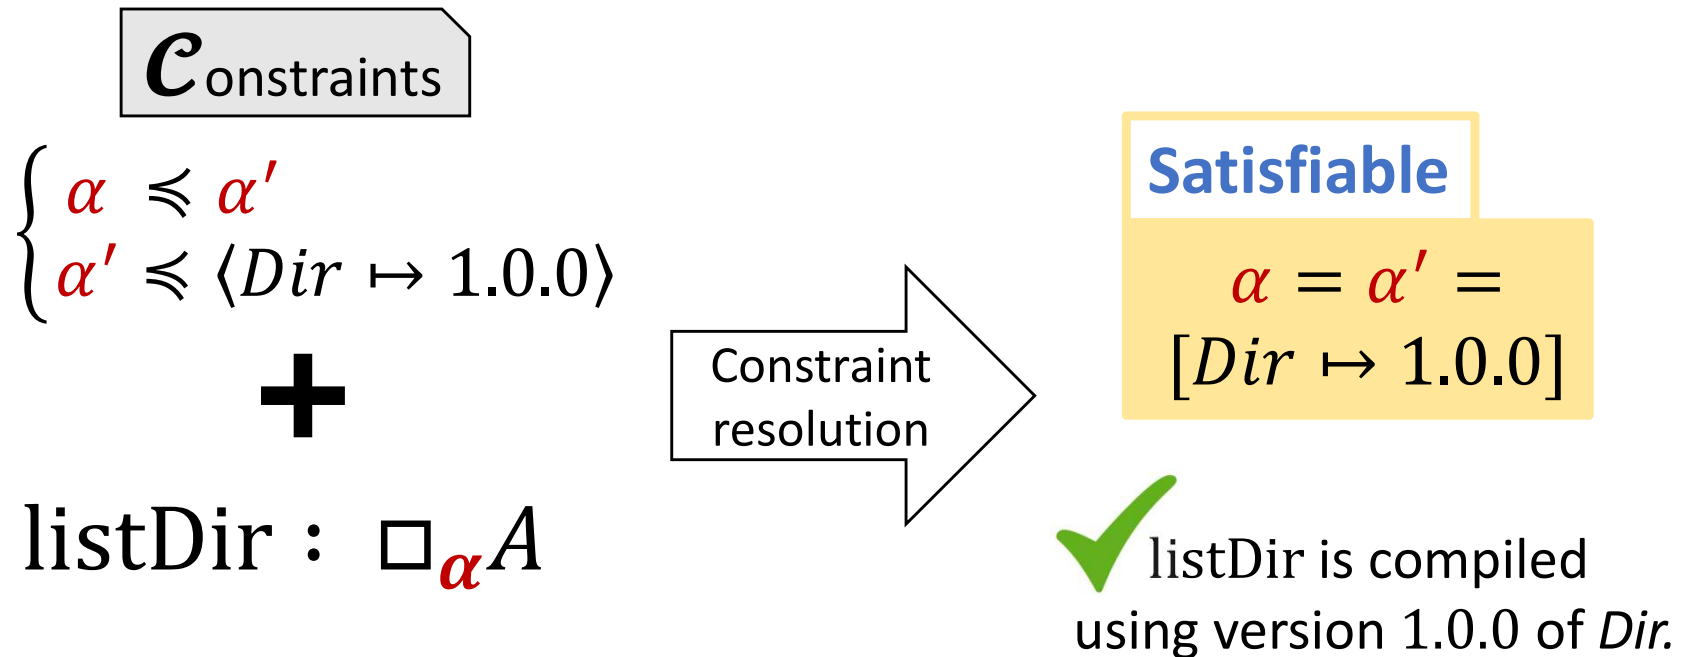 𝓒onstraints
α ≼ α′
α′ ≼ ⟨Dir ↦ 1.0.0⟩
+
listDir : □αA
Constraint
resolution
Satisfiable
α = α′ =
[Dir ↦ 1.0.0]
listDir is compiled
using version 1.0.0 of Dir.